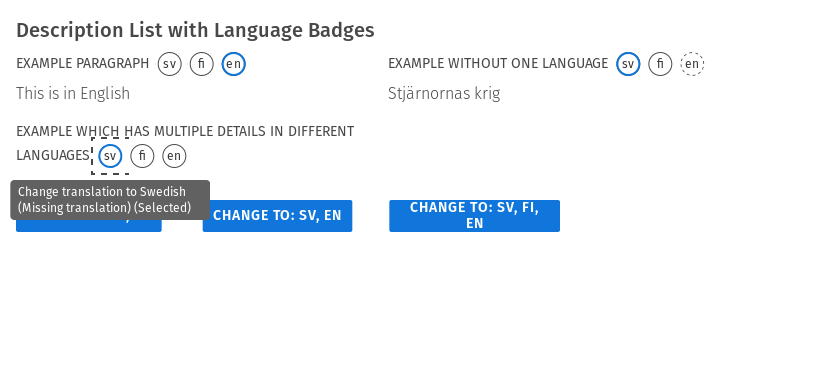 Description List with Language Badges
EXAMPLE PARAGRAPH sv fi en
This is in English
EXAMPLE WITHOUT ONE LANGUAGE sv fi en
Stjärnornas krig
EXAMPLE WHICH HAS MULTIPLE DETAILS IN DIFFERENT
LANGUAGES sv fi en
Change translation to Swedish
(Missing translation) (Selected)
CHANGE TO: SV, EN
CHANGE TO: SV, FI,
EN